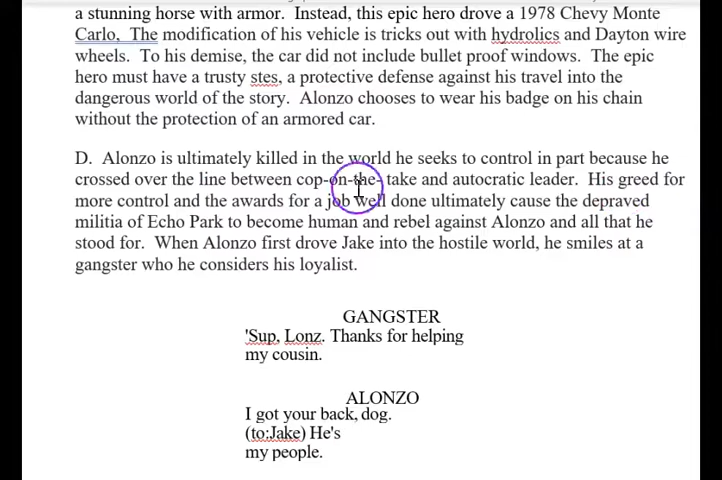 a stunning horse with armor.  Instead, this epic hero drove a 1978 Chevy Monte
Carlo,  The modification of his vehicle is tricks out with hydrolics and Dayton wire
wheels.  To his demise, the car did not include bullet proof windows.  The epic
hero must have a trusty stes, a protective defense against his travel into the
dangerous world of the story.  Alonzo chooses to wear his badge on his chain
without the protection of an armored car.
D.  Alonzo is ultimately killed in the world he seeks to control in part because he
crossed over the line between cop-on-the- take and autocratic leader.  His greed for
more control and the awards for a job well done ultimately cause the depraved
militia of Echo Park to become human and rebel against Alonzo and all that he
stood for.  When Alonzo first drove Jake into the hostile world, he smiles at a
gangster who he considers his loyalist.
GANGSTER
'Sup, Lonz. Thanks for helping
my cousin.
ALONZO
I got your back, dog.
(to:Jake) He's
my people.